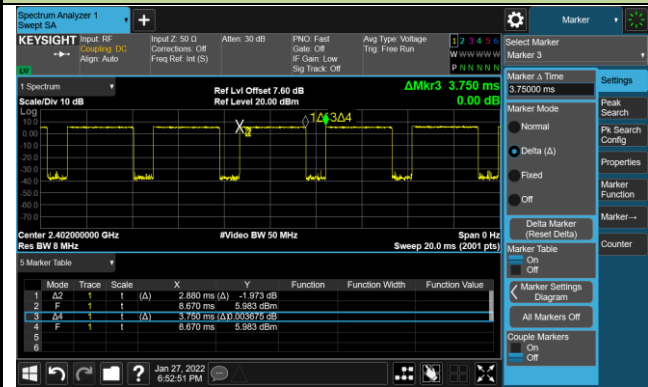 Spectrum Analyzer 1
Swept SA
+
Marker
KEYSIGHT Input: RF Input Z: 50 Ω Atten: 30 dB PNO: Fast Avg Type: Voltage 1 2 3 4 5 6
Coupling: DC Corrections: Off Gate: Off Trig: Free Run W W W W W W
Align: Auto Freq Ref: Int (S) IF Gain: Low P N N N N N
Sig Track: Off
Select Marker
Marker 3
1 Spectrum
Ref Lvl Offset 7.60 dB ΔMkr3 3.750 ms
Scale/Div 10 dB Ref Level 20.00 dBm 0.00 dB
Log
10.0
0.00
-10.0
-20.0
-30.0
-40.0
-50.0
-60.0
-70.0
X2
1Δ
3Δ4
Center 2.402000000 GHz #Video BW 50 MHz Span 0 Hz
Res BW 8 MHz Sweep 20.0 ms (2001 pts)
5 Marker Table
Mode Trace Scale X Y Function Function Width Function Value
1 Δ2 1 t (Δ) 2.880 ms (Δ) -1.973 dB
2 F 1 t 8.670 ms 5.983 dBm
3 Δ4 1 t (Δ) 3.750 ms (Δ) 0.003675 dB
4 F 1 t 8.670 ms 5.983 dBm
5
6
Marker Δ Time
3.75000 ms
Marker Mode
Normal
Delta (Δ)
Fixed
Off
Delta Marker
(Reset Delta)
Marker Table
On
Off
Marker Settings
Diagram
All Markers Off
Couple Markers
On
Off
Settings
Peak
Search
Pk Search
Config
Properties
Marker
Function
Marker→
Counter
?
Jan 27, 2022
6:52:51 PM